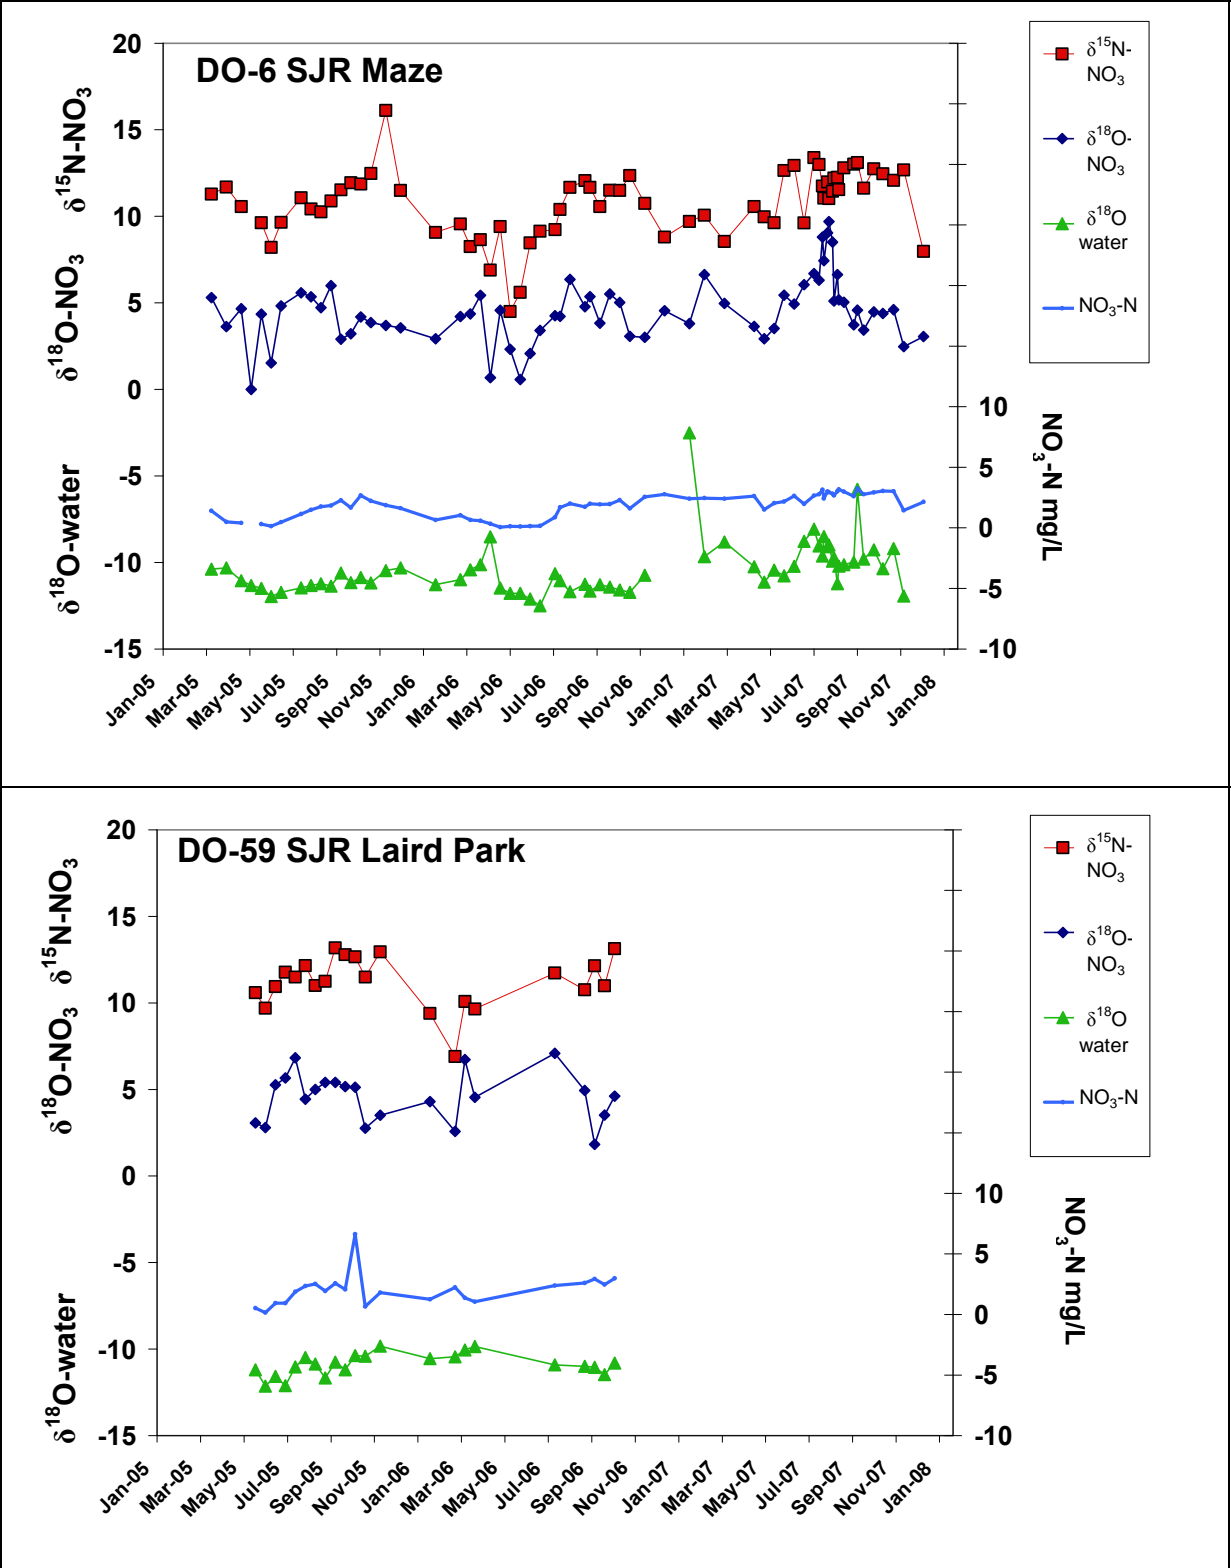 DO-6 SJR Maze
δ¹⁵N-NO₃
δ¹⁸O-NO₃
δ¹⁸O-water
20
15
10
5
0
-5
-10
-15
10
5
0
-5
-10
NO₃-N mg/L
Jan-05
Mar-05
May-05
Jul-05
Sep-05
Nov-05
Jan-06
Mar-06
May-06
Jul-06
Sep-06
Nov-06
Jan-07
Mar-07
May-07
Jul-07
Sep-07
Nov-07
Jan-08
δ¹⁵N-
NO₃
δ¹⁸O-
NO₃
δ¹⁸O
water
NO₃-N
DO-59 SJR Laird Park
δ¹⁵N-NO₃
δ¹⁸O-NO₃
δ¹⁸O-water
20
15
10
5
0
-5
-10
-15
10
5
0
-5
-10
NO₃-N mg/L
Jan-05
Mar-05
May-05
Jul-05
Sep-05
Nov-05
Jan-06
Mar-06
May-06
Jul-06
Sep-06
Nov-06
Jan-07
Mar-07
May-07
Jul-07
Sep-07
Nov-07
Jan-08
δ¹⁵N-
NO₃
δ¹⁸O-
NO₃
δ¹⁸O
water
NO₃-N